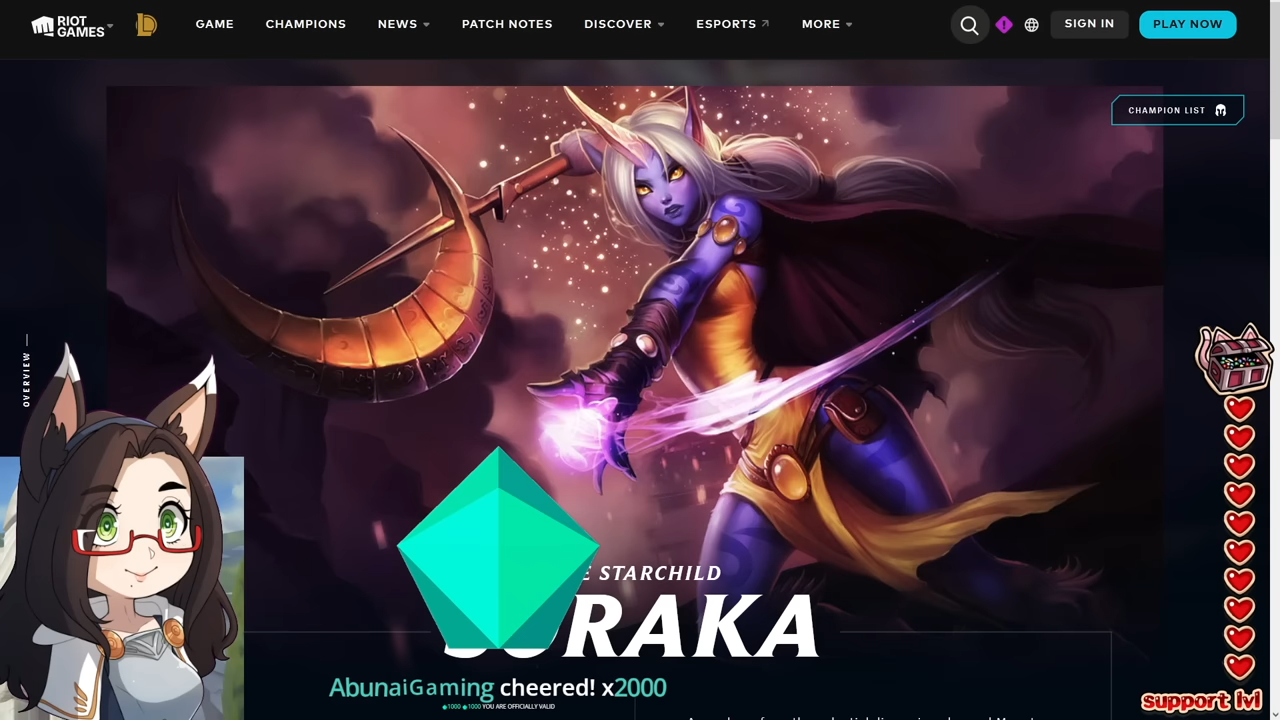 RIOT GAMES
GAME
CHAMPIONS
NEWS
PATCH NOTES
DISCOVER
ESPORTS
MORE
SIGN IN
PLAY NOW
CHAMPION LIST
OVERVIEW
E STARCHILD
RAKA
AbunaiGaming cheered! x2000
1000 1000 YOU ARE OFFICIALLY VALID
support lvl